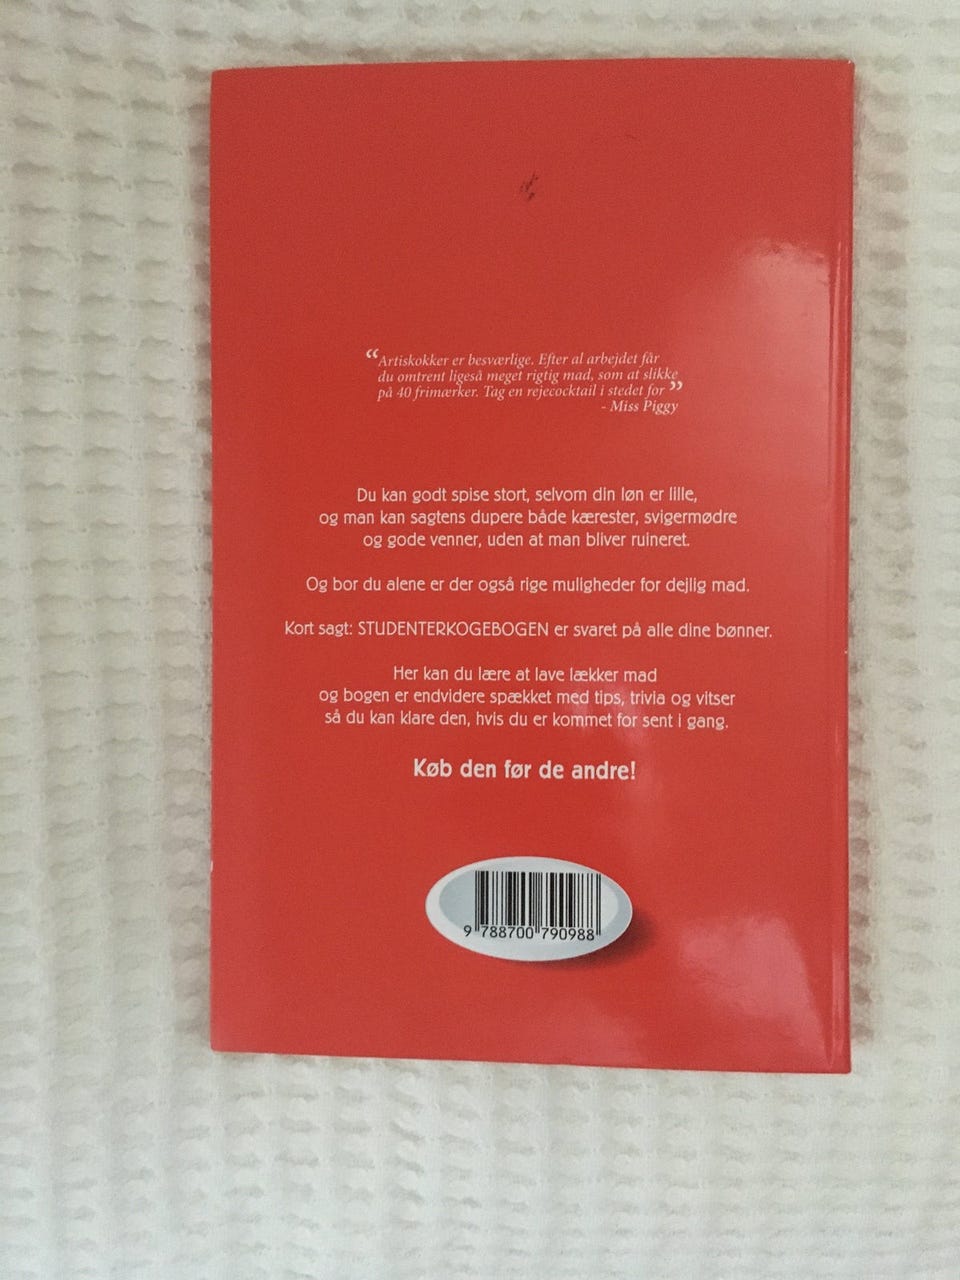 “Artiskokker er besværlige. Efter al arbejdet får
du omtrent ligeså meget rigtig mad, som at slikke
på 40 frimærker. Tag en rejecocktail i stedet for”
- Miss Piggy
Du kan godt spise stort, selvom din løn er lille,
og man kan sagtens dupere både kærester, svigermødre
og gode venner, uden at man bliver ruineret.
Og bor du alene er der også rige muligheder for dejlig mad.
Kort sagt: STUDENTERKOGEBOGEN er svaret på alle dine bønner.
Her kan du lære at lave lækker mad
og bogen er endvidere spækket med tips, trivia og vitser
så du kan klare den, hvis du er kommet for sent i gang.
Køb den før de andre!
9 788700 790988